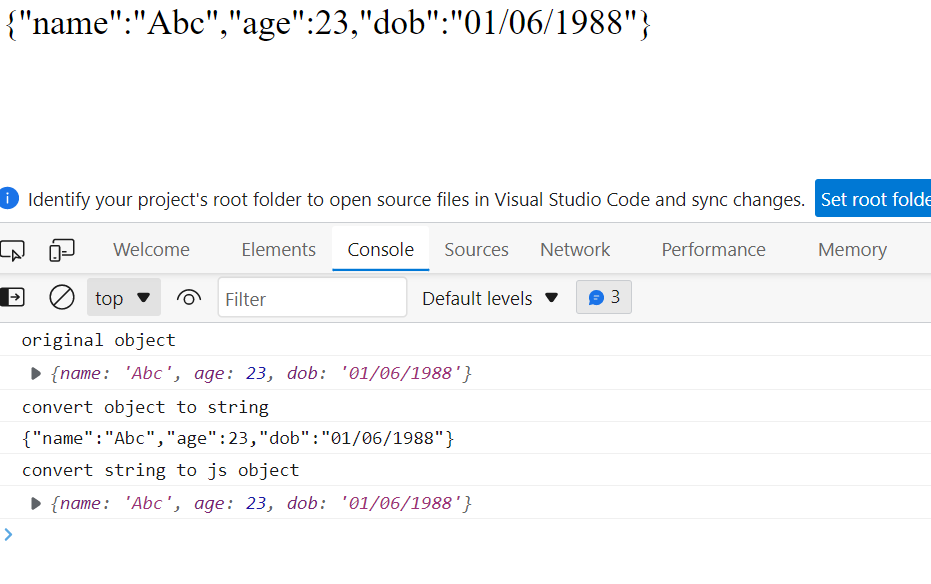 {"name":"Abc","age":23,"dob":"01/06/1988"}
Identify your project's root folder to open source files in Visual Studio Code and sync changes. Set root folde
Welcome Elements Console Sources Network Performance Memory
top Filter Default levels 3
original object
{name: 'Abc', age: 23, dob: '01/06/1988'}
convert object to string
{"name":"Abc","age":23,"dob":"01/06/1988"}
convert string to js object
{name: 'Abc', age: 23, dob: '01/06/1988'}